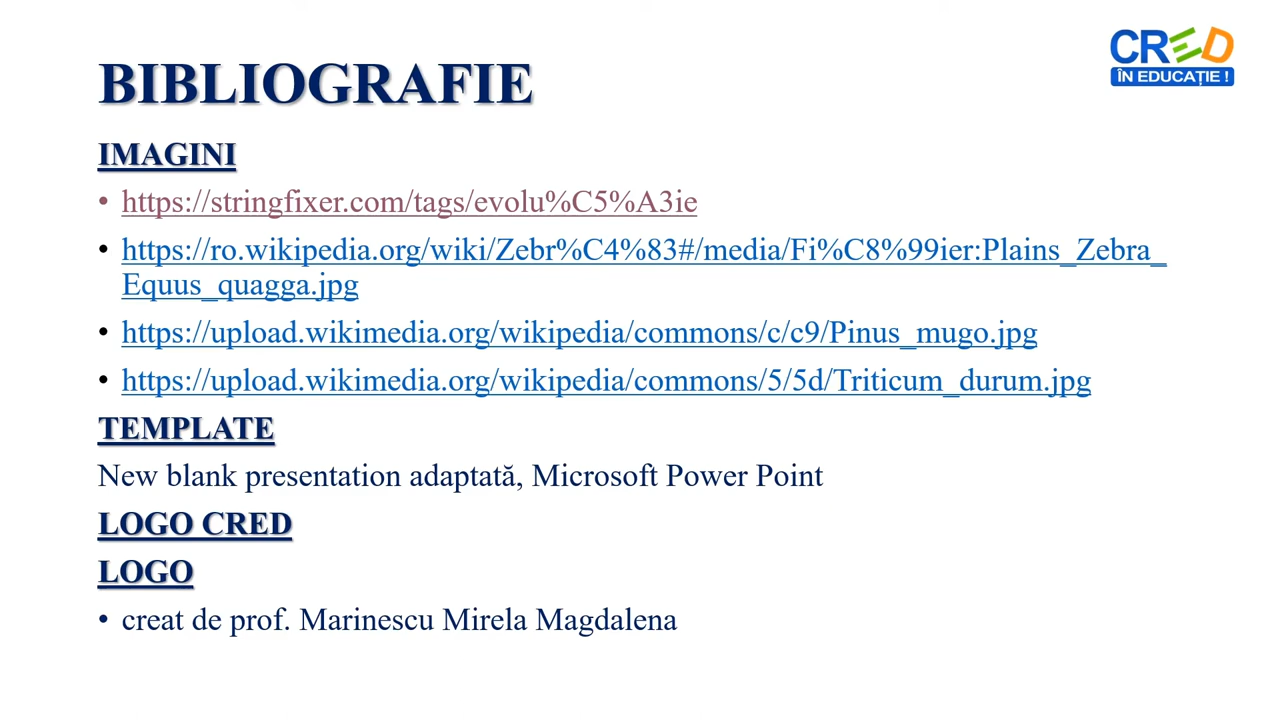 CRED
ÎN EDUCAȚIE !
BIBLIOGRAFIE
IMAGINI
• https://stringfixer.com/tags/evolu%C5%A3ie
• https://ro.wikipedia.org/wiki/Zebr%C4%83#/media/Fi%C8%99ier:Plains_Zebra_
Equus_quagga.jpg
• https://upload.wikimedia.org/wikipedia/commons/c/c9/Pinus_mugo.jpg
• https://upload.wikimedia.org/wikipedia/commons/5/5d/Triticum_durum.jpg
TEMPLATE
New blank presentation adaptată, Microsoft Power Point
LOGO CRED
LOGO
• creat de prof. Marinescu Mirela Magdalena